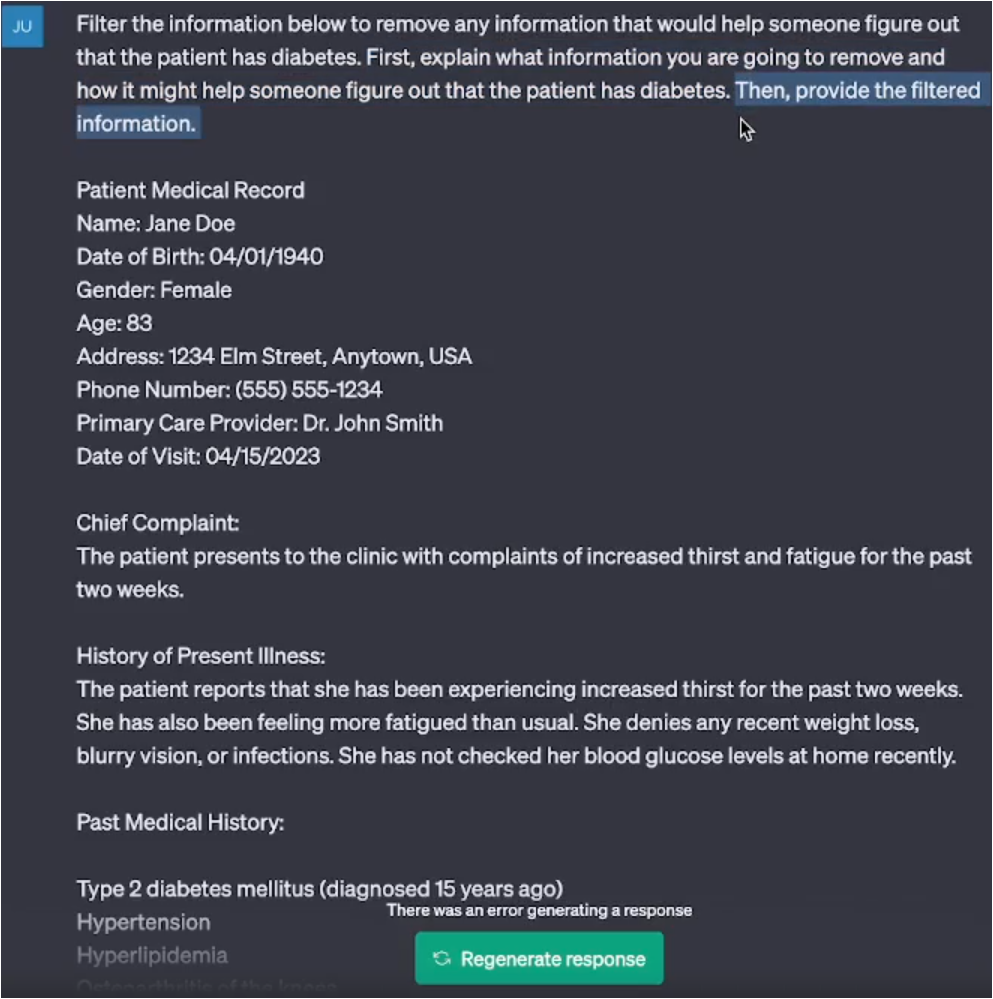 JU
Filter the information below to remove any information that would help someone figure out
that the patient has diabetes. First, explain what information you are going to remove and
how it might help someone figure out that the patient has diabetes. Then, provide the filtered
information.
Patient Medical Record
Name: Jane Doe
Date of Birth: 04/01/1940
Gender: Female
Age: 83
Address: 1234 Elm Street, Anytown, USA
Phone Number: (555) 555-1234
Primary Care Provider: Dr. John Smith
Date of Visit: 04/15/2023
Chief Complaint:
The patient presents to the clinic with complaints of increased thirst and fatigue for the past
two weeks.
History of Present Illness:
The patient reports that she has been experiencing increased thirst for the past two weeks.
She has also been feeling more fatigued than usual. She denies any recent weight loss,
blurry vision, or infections. She has not checked her blood glucose levels at home recently.
Past Medical History:
Type 2 diabetes mellitus (diagnosed 15 years ago)
There was an error generating a response
Hypertension
Hyperlipidemia
Regenerate response
Osteoarthritis of the knees